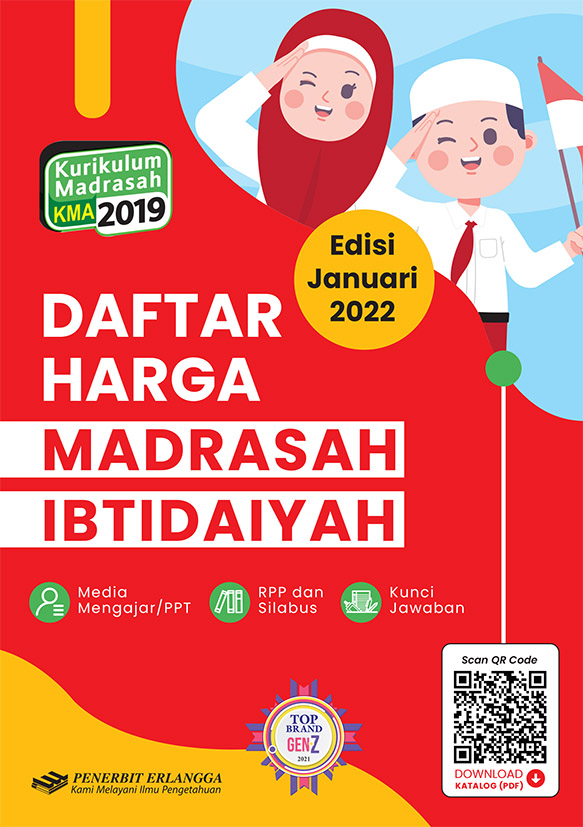 Kurikulum
Madrasah
KMA 2019
Edisi
Januari
2022
DAFTAR
HARGA
MADRASAH
IBTIDAIYAH
Media
Mengajar/PPT
RPP dan
Silabus
Kunci
Jawaban
Scan QR Code
DOWNLOAD
KATALOG (PDF)
TOP
BRAND
GEN Z
2021
PENERBIT ERLANGGA
Kami Melayani Ilmu Pengetahuan